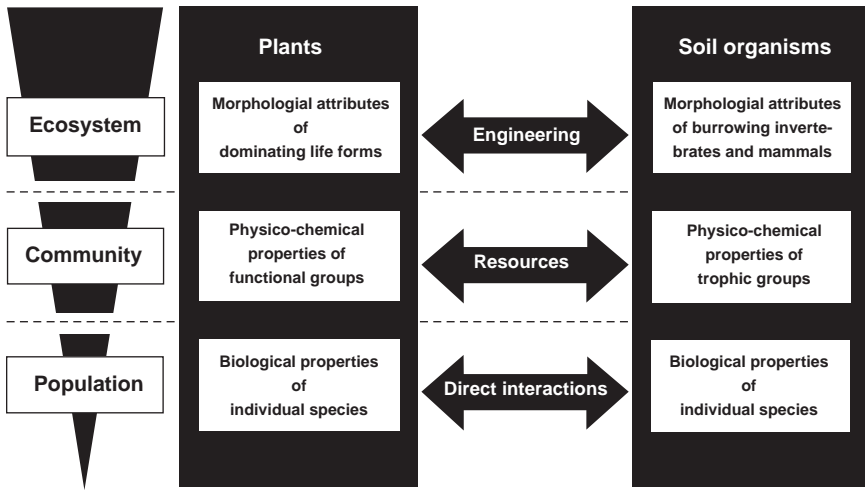 Plants
Soil organisms
Ecosystem
Morphologial attributes
of
dominating life forms
Engineering
Morphologial attributes
of burrowing inverte-
brates and mammals
Community
Physico-chemical
properties of
functional groups
Resources
Physico-chemical
properties of
trophic groups
Population
Biological properties
of
individual species
Direct interactions
Biological properties
of
individual species